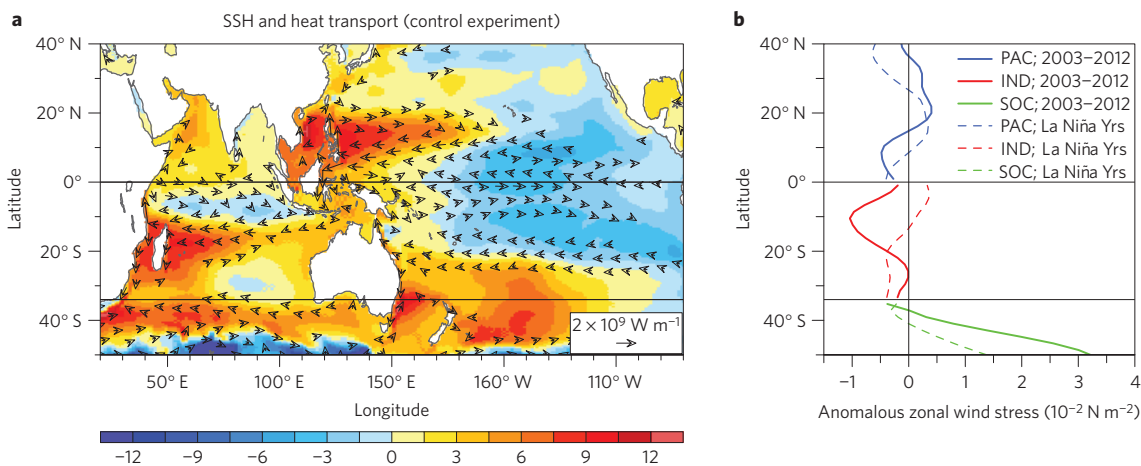 a
SSH and heat transport (control experiment)
40° N
20° N
0°
20° S
40° S
Latitude
2 × 10⁹ W m⁻¹
50° E
100° E
150° E
160° W
110° W
Longitude
−12
−9
−6
−3
0
3
6
9
12
b
40° N
20° N
0°
20° S
40° S
Latitude
PAC; 2003–2012
IND; 2003–2012
SOC; 2003–2012
PAC; La Niña Yrs
IND; La Niña Yrs
SOC; La Niña Yrs
−1
0
1
2
3
4
Anomalous zonal wind stress (10⁻² N m⁻²)